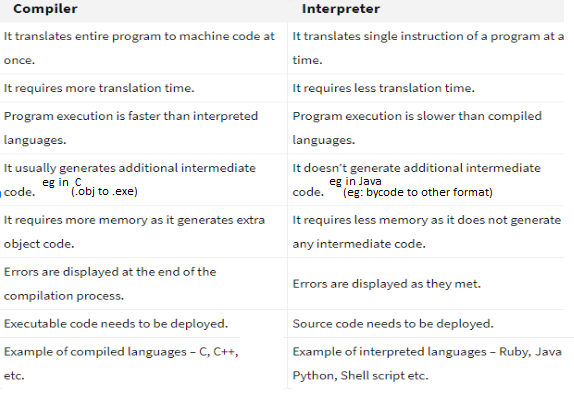 Compiler
Interpreter
It translates entire program to machine code at
once.
It translates single instruction of a program at a
time.
It requires more translation time.
It requires less translation time.
Program execution is faster than interpreted
languages.
Program execution is slower than compiled
languages.
It usually generates additional intermediate
code. eg in C
(.obj to .exe)
It doesn't generate additional intermediate
code. eg in Java
(eg: bycode to other format)
It requires more memory as it generates extra
object code.
It requires less memory as it does not generate
any intermediate code.
Errors are displayed at the end of the
compilation process.
Errors are displayed as they met.
Executable code needs to be deployed.
Source code needs to be deployed.
Example of compiled languages – C, C++,
etc.
Example of interpreted languages – Ruby, Java
Python, Shell script etc.